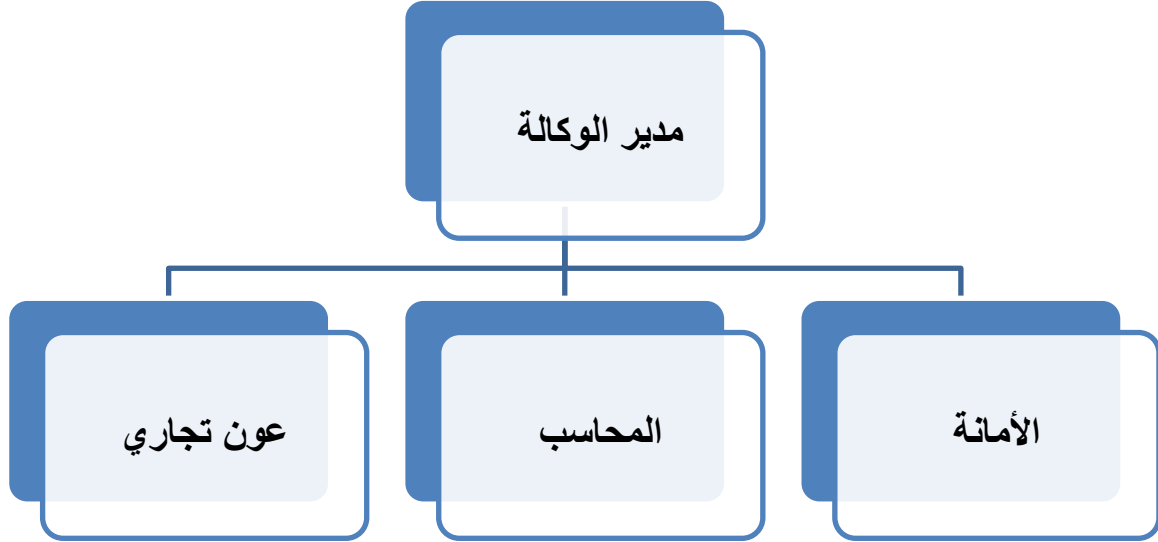 مدير الوكالة
الأمانة
المحاسب
عون تجاري